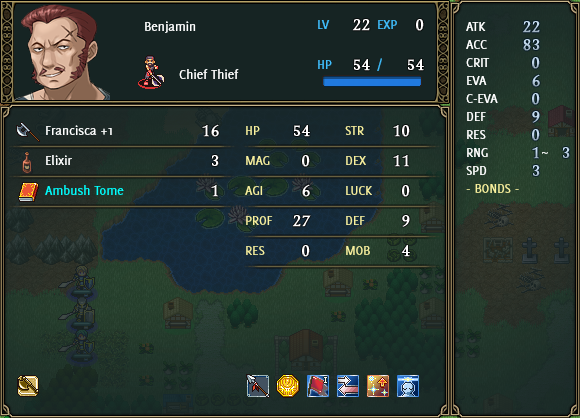 Benjamin
LV 22 EXP 0
Chief Thief
HP 54 / 54
Francisca +1 16
Elixir 3
Ambush Tome 1
HP 54 STR 10
MAG 0 DEX 11
AGI 6 LUCK 0
PROF 27 DEF 9
RES 0 MOB 4
ATK 22
ACC 83
CRIT 0
EVA 6
C-EVA 0
DEF 9
RES 0
RNG 1~ 3
SPD 3
- BONDS -